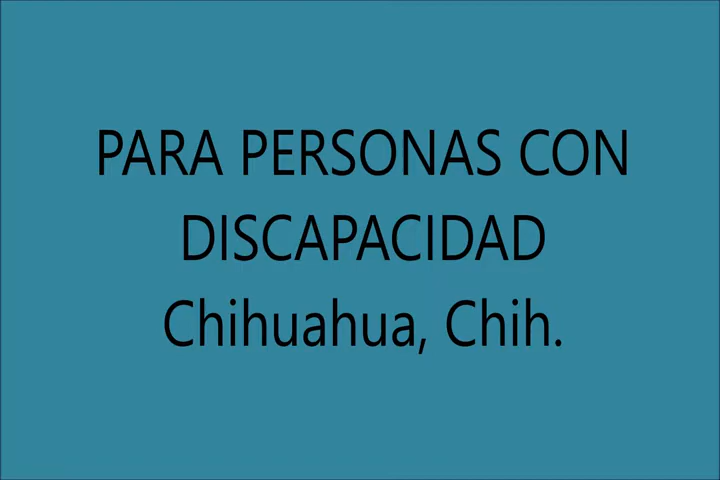 PARA PERSONAS CON
DISCAPACIDAD
Chihuahua, Chih.